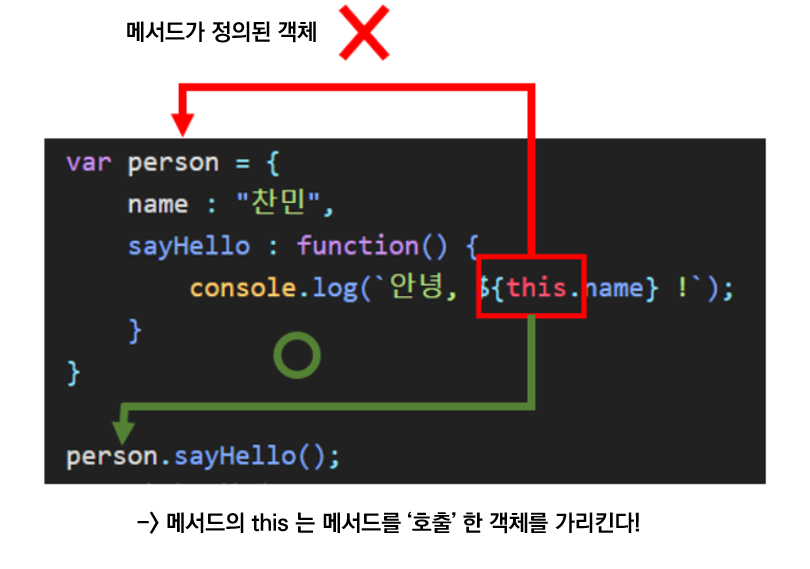 메서드가 정의된 객체
var person = {
name : "찬민",
sayHello : function() {
console.log(`안녕, ${this.name} !`);
}
}
person.sayHello();
-> 메서드의 this 는 메서드를 ‘호출’ 한 객체를 가리킨다!